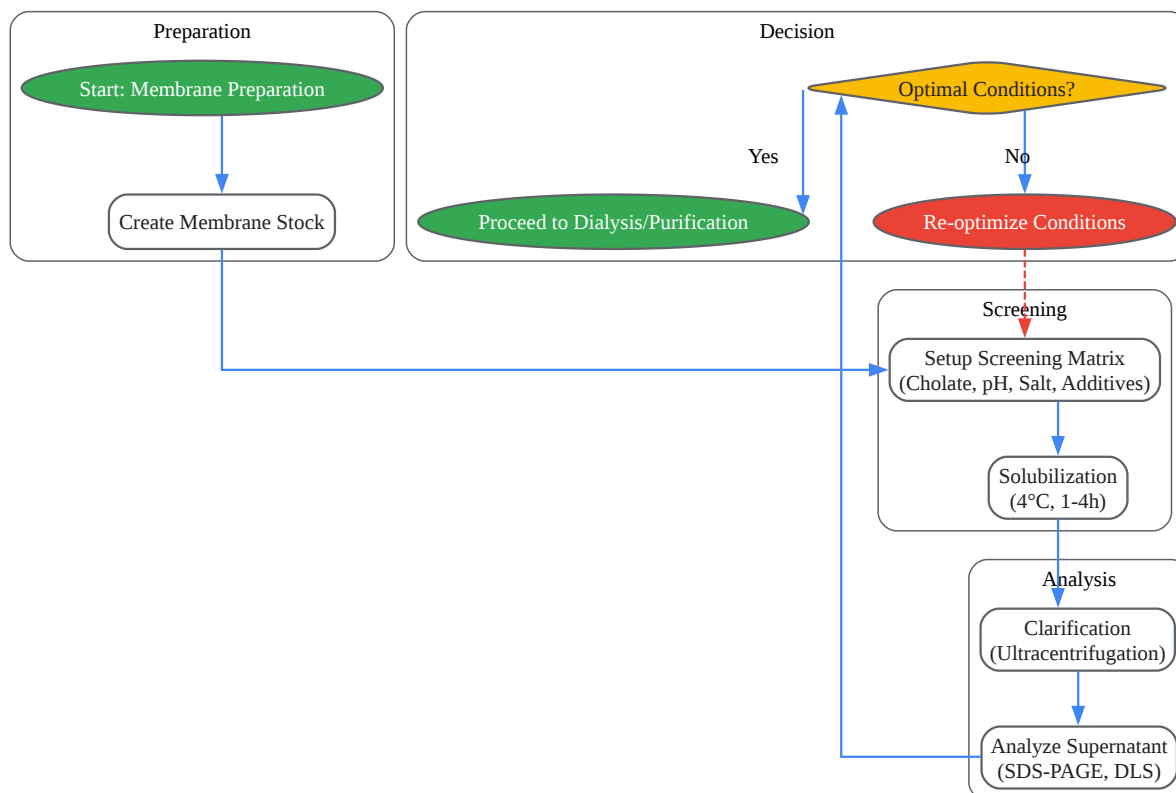 Preparation
Start: Membrane Preparation
Create Membrane Stock
Decision
Optimal Conditions?
Yes
No
Proceed to Dialysis/Purification
Re-optimize Conditions
Screening
Setup Screening Matrix
(Cholate, pH, Salt, Additives)
Solubilization
(4°C, 1-4h)
Analysis
Clarification
(Ultracentrifugation)
Analyze Supernatant
(SDS-PAGE, DLS)